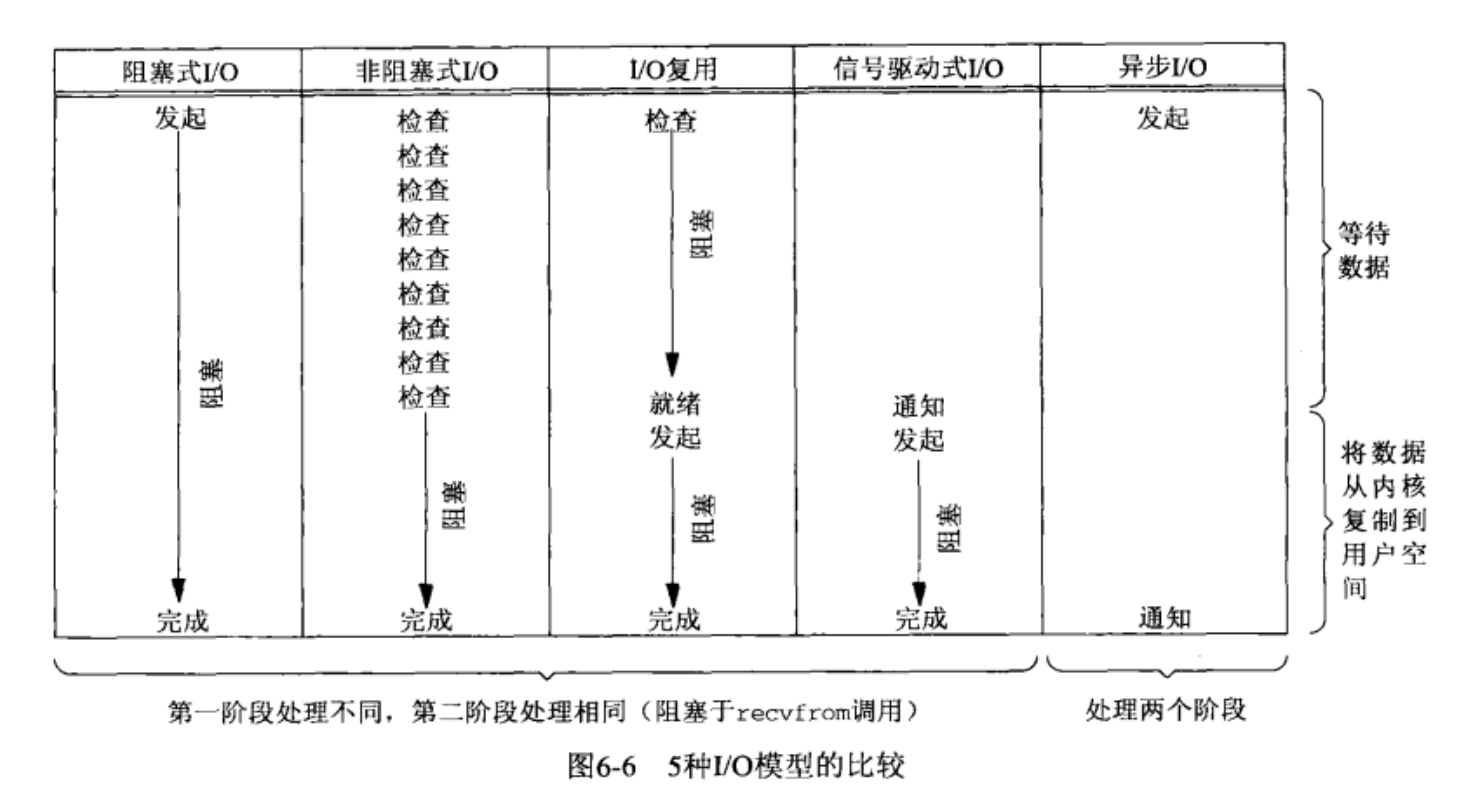 阻塞式I/O 非阻塞式I/O I/O复用 信号驱动式I/O 异步I/O
发起 检查 检查 发起
检查
检查
检查
检查
检查
检查
检查
检查 就绪 通知
发起 发起
阻塞
阻塞
阻塞
阻塞
阻塞
完成 完成 完成 完成 通知
等待
数据
将数据
从内核
复制到
用户空
间
第一阶段处理不同,第二阶段处理相同(阻塞于recvfrom调用) 处理两个阶段
图6-6 5种I/O模型的比较